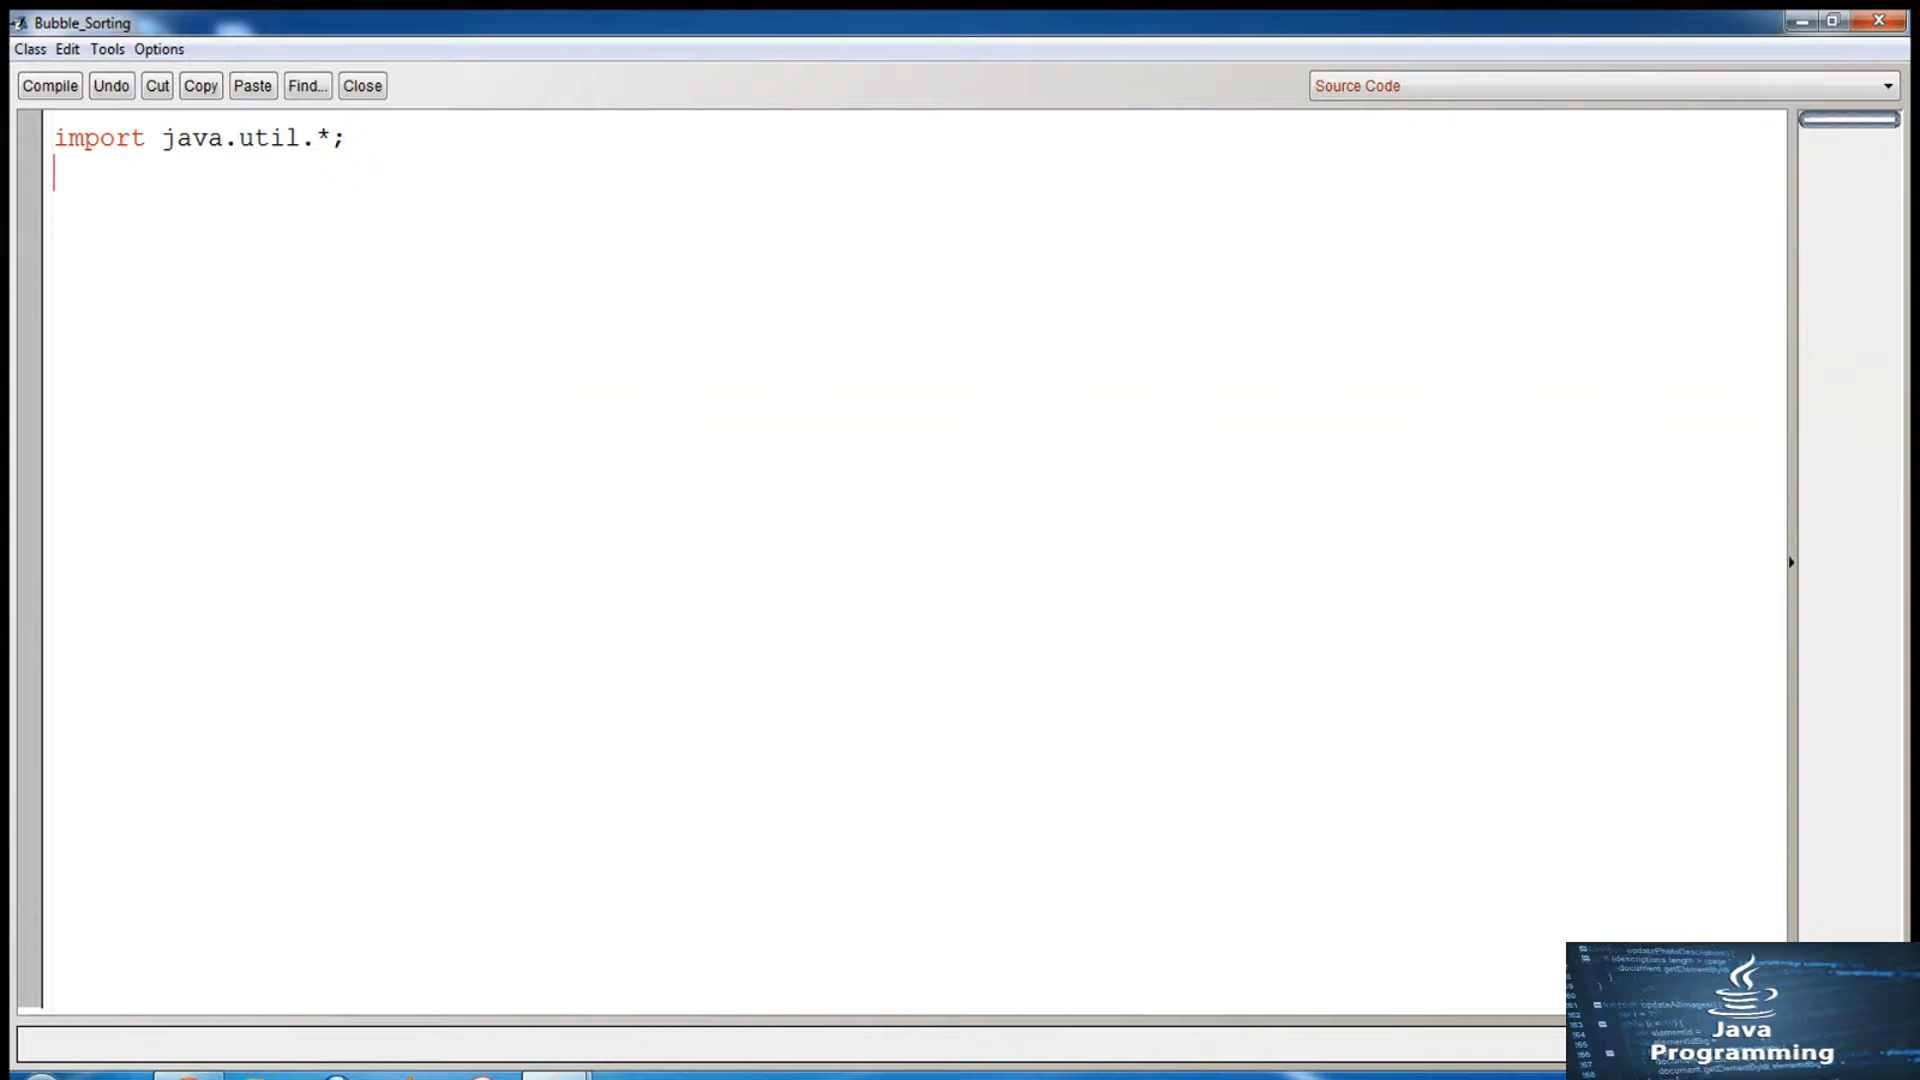 Bubble_Sorting
Class Edit Tools Options
Compile Undo Cut Copy Paste Find... Close
Source Code
import java.util.*;
Java
Programming